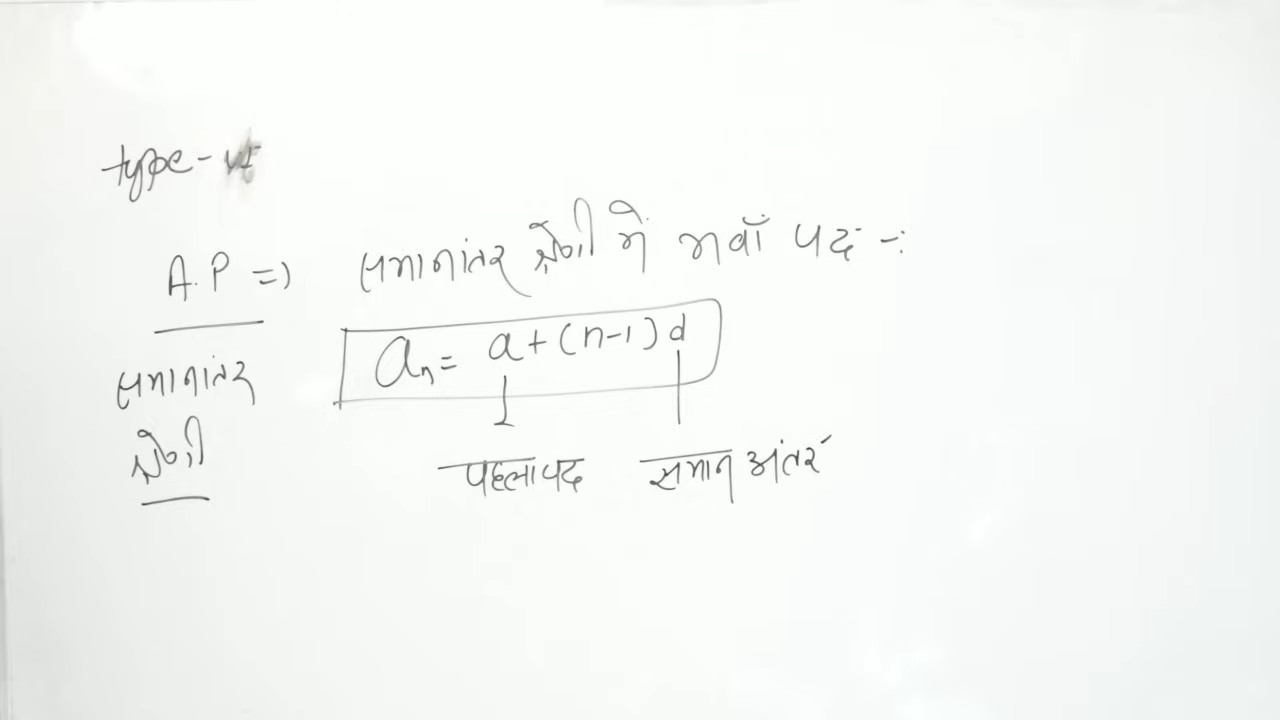 type-
A.P => समानांतर श्रेणी में nवाँ पद -:
समानांतर श्रेणी
an = a+(n-1)d
पहला पद समान अंतर